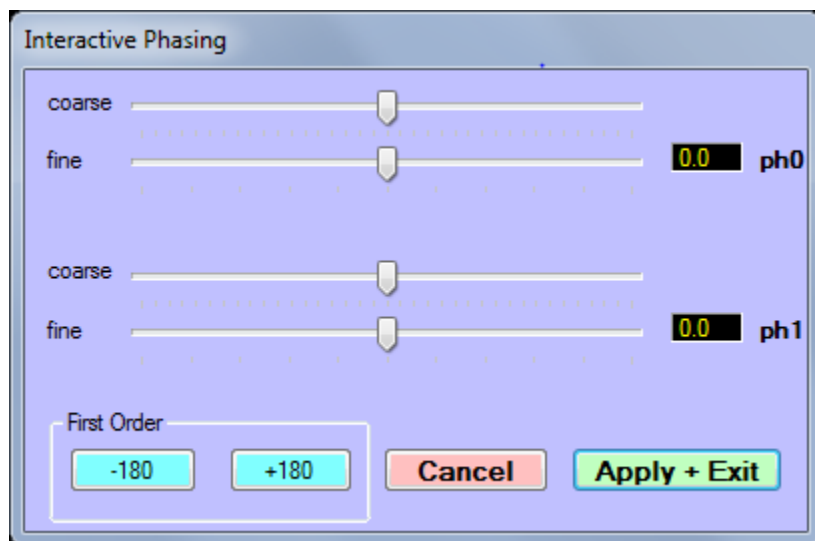 Interactive Phasing
coarse
fine 0.0 ph0
coarse
fine 0.0 ph1
First Order
-180 +180 Cancel Apply + Exit